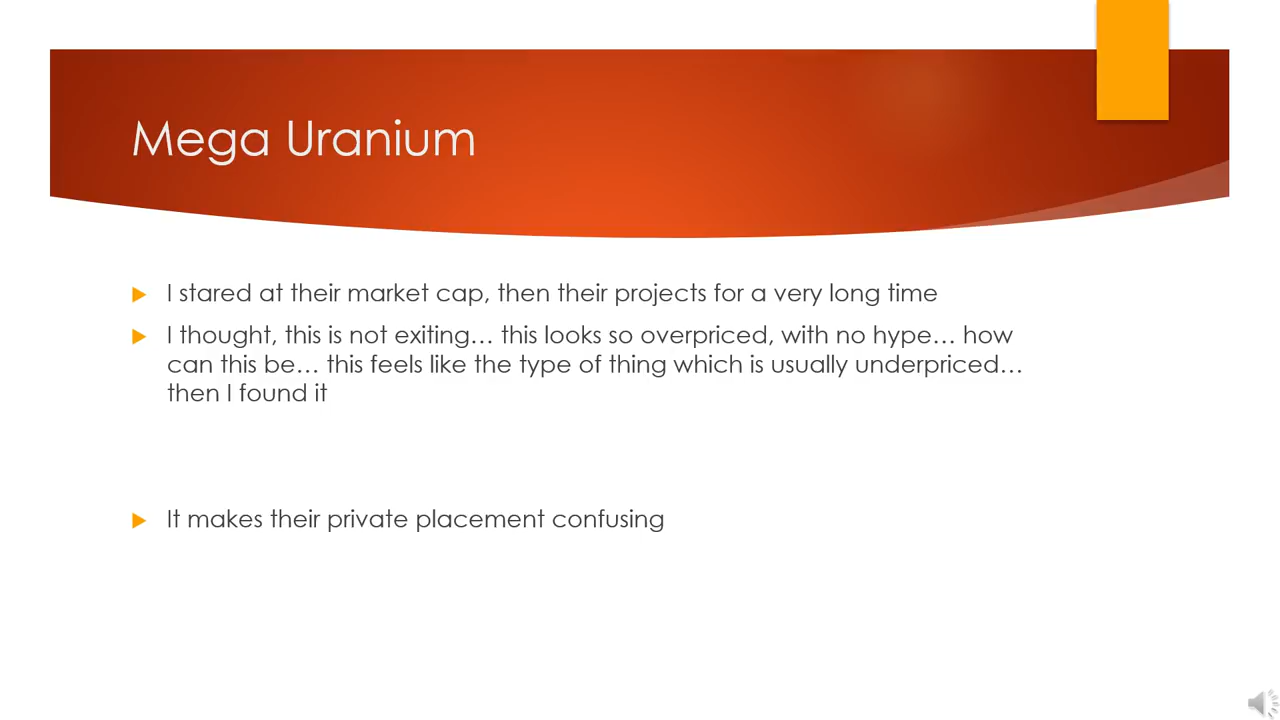 Mega Uranium
I stared at their market cap, then their projects for a very long time
I thought, this is not exiting… this looks so overpriced, with no hype… how
can this be… this feels like the type of thing which is usually underpriced…
then I found it
It makes their private placement confusing